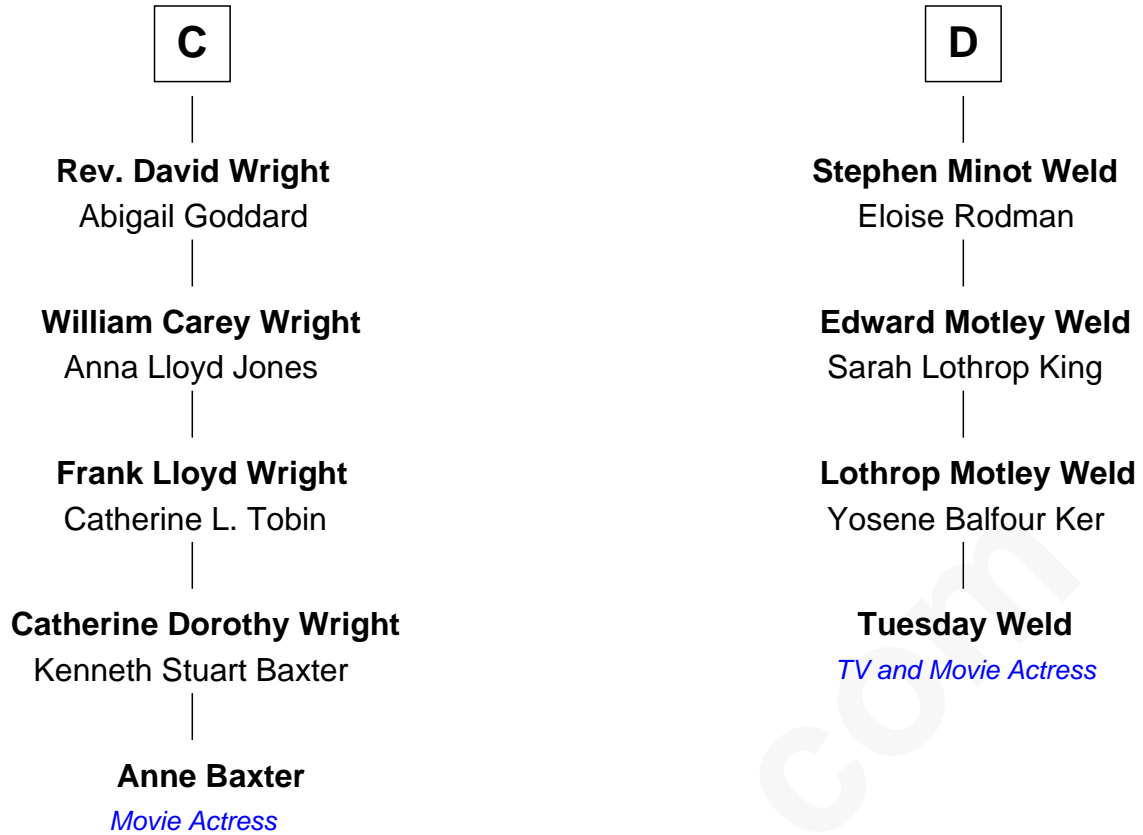 C
Rev. David Wright
Abigail Goddard
William Carey Wright
Anna Lloyd Jones
Frank Lloyd Wright
Catherine L. Tobin
Catherine Dorothy Wright
Kenneth Stuart Baxter
Anne Baxter
Movie Actress
D
Stephen Minot Weld
Eloise Rodman
Edward Motley Weld
Sarah Lothrop King
Lothrop Motley Weld
Yosene Balfour Ker
Tuesday Weld
TV and Movie Actress
com